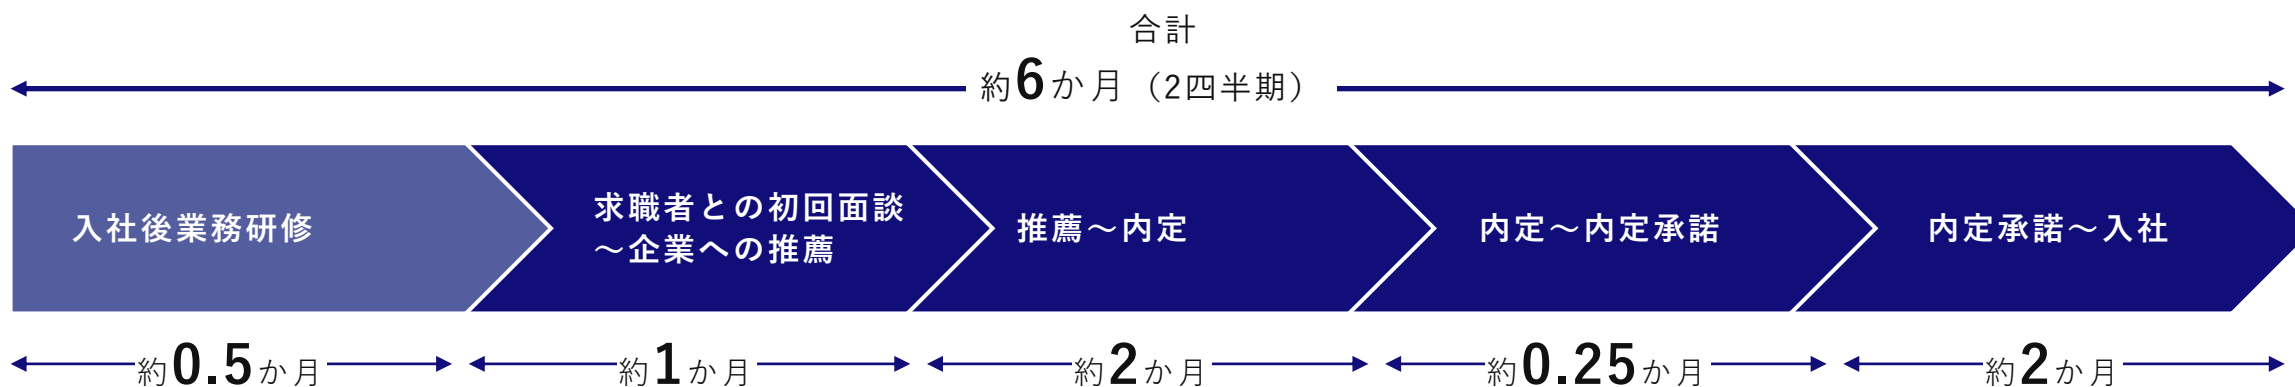 合計
約6か月（2四半期）
入社後業務研修
求職者との初回面談
～企業への推薦
推薦～内定
内定～内定承諾
内定承諾～入社
約0.5か月
約1か月
約2か月
約0.25か月
約2か月